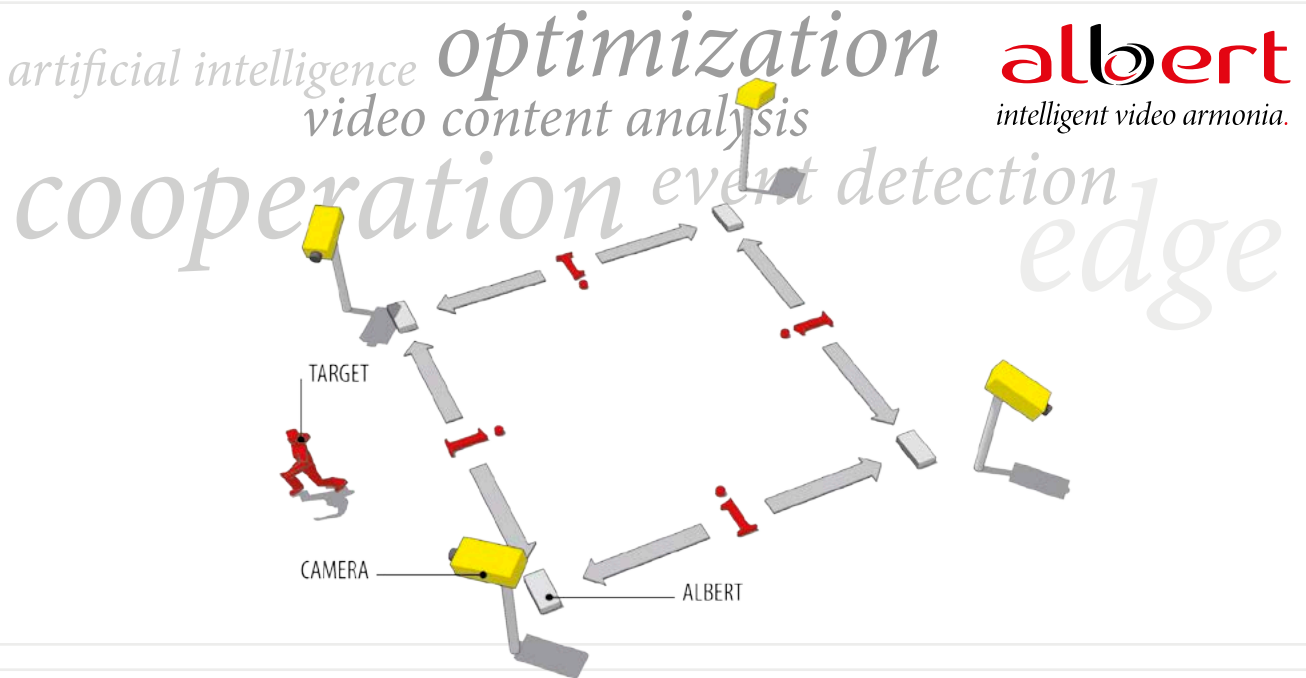 artificial intelligence optimization
albert
video content analysis
intelligent video armonia.
cooperation event detection
edge
i
i
TARGET
i
i
CAMERA
ALBERT